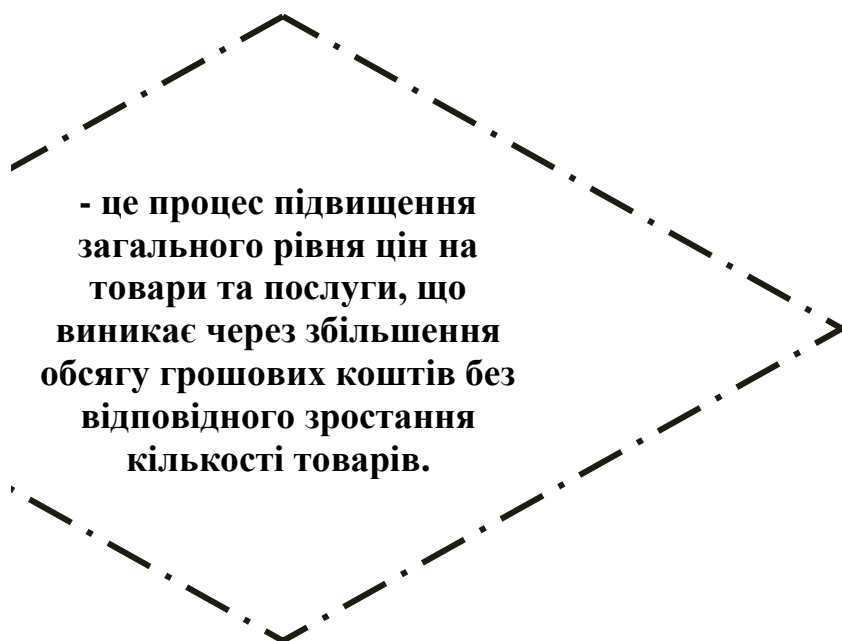 - це процес підвищення
загального рівня цін на
товари та послуги, що
виникає через збільшення
обсягу грошових коштів без
відповідного зростання
кількості товарів.